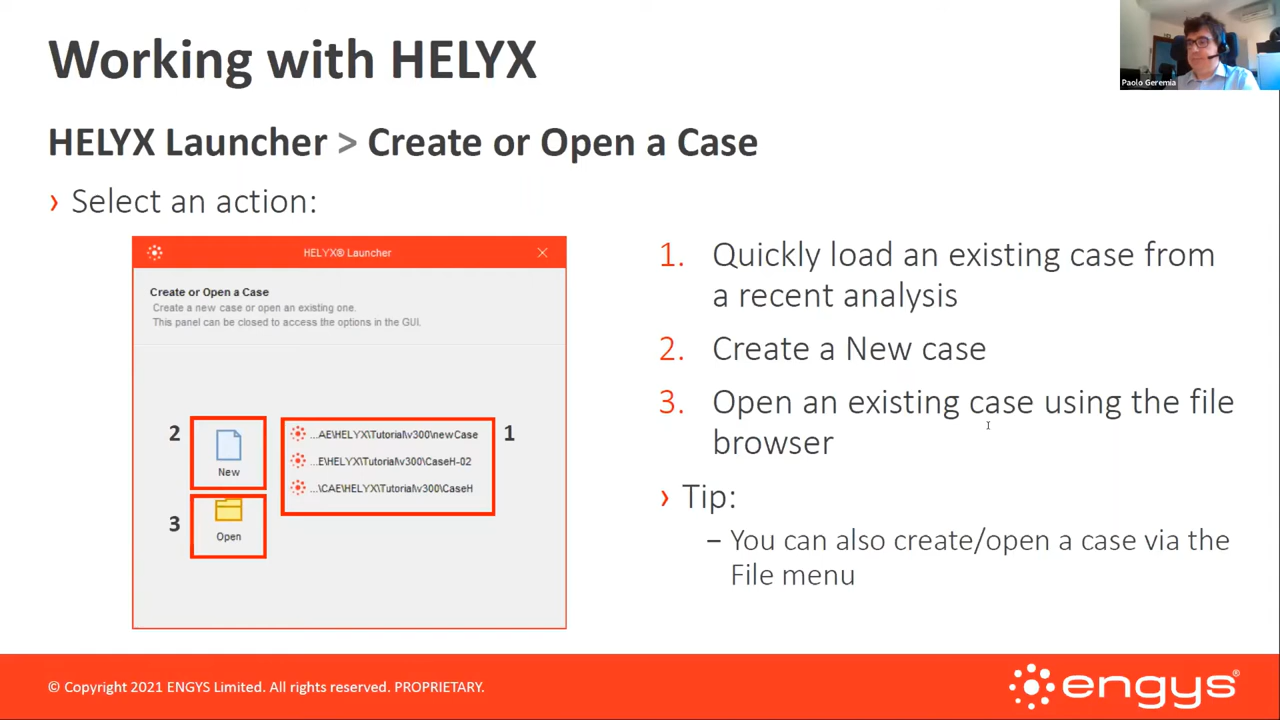 Working with HELYX
Paolo Geremia
HELYX Launcher > Create or Open a Case
› Select an action:
HELYX® Launcher
Create or Open a Case
Create a new case or open an existing one.
This panel can be closed to access the options in the GUI.
2
New
3
Open
...AE\HELYX\Tutorial\v300\newCase
...E\HELYX\Tutorial\v300\CaseH-02
...\CAE\HELYX\Tutorial\v300\CaseH
1
1. Quickly load an existing case from
a recent analysis
2. Create a New case
3. Open an existing case using the file
browser
› Tip:
– You can also create/open a case via the
File menu
© Copyright 2021 ENGYS Limited. All rights reserved. PROPRIETARY.
engys®